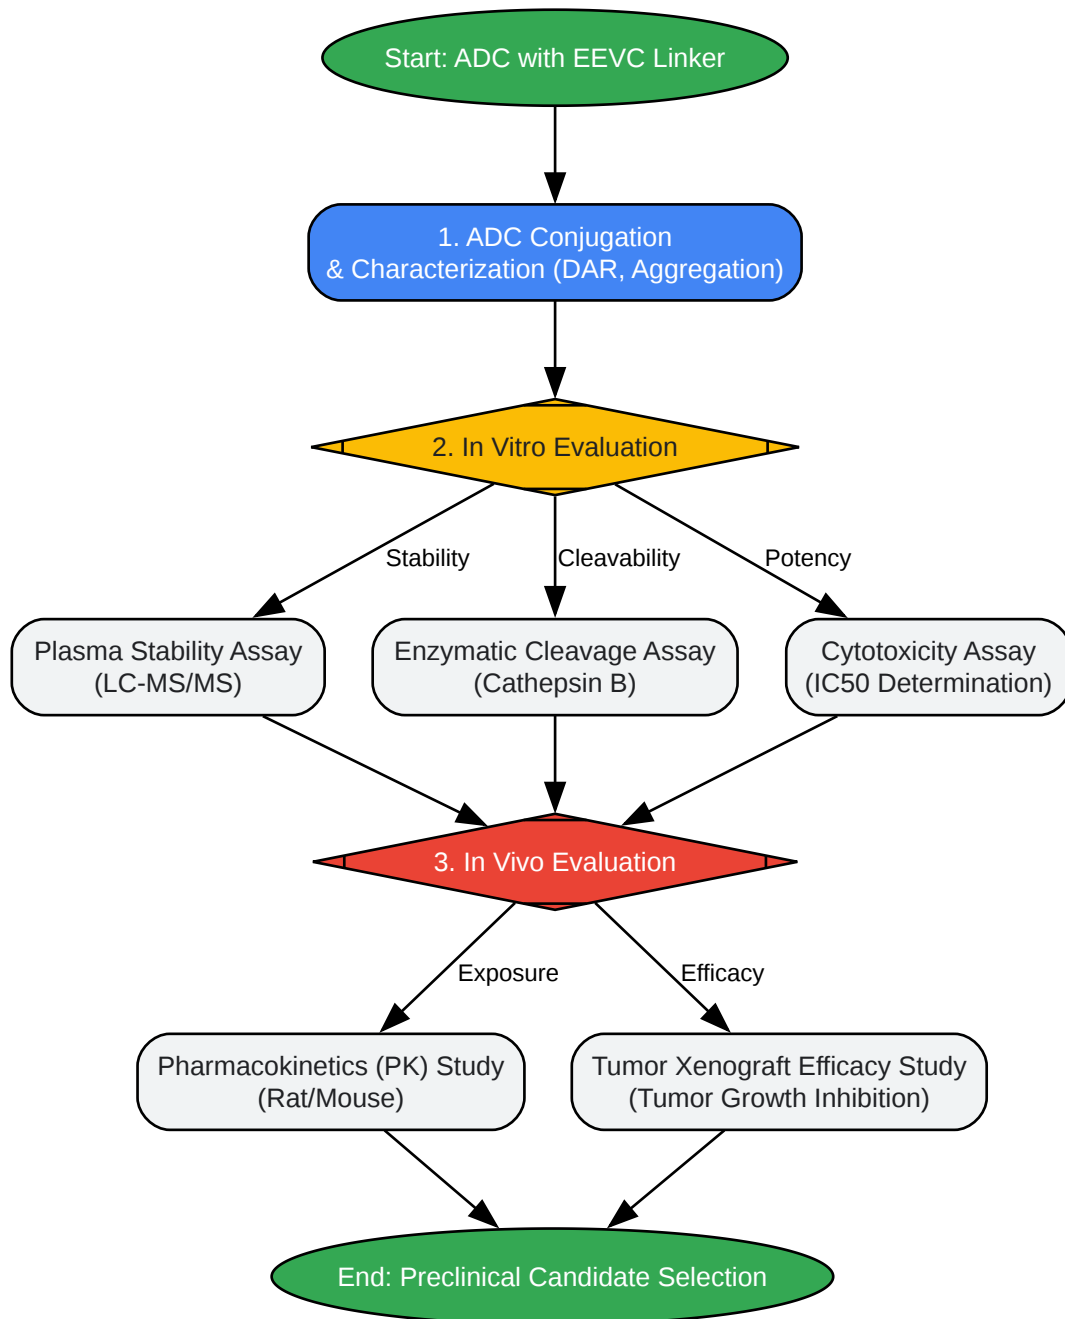 Start: ADC with EEVC Linker
1. ADC Conjugation
& Characterization (DAR, Aggregation)
2. In Vitro Evaluation
Stability
Cleavability
Potency
Plasma Stability Assay
(LC-MS/MS)
Enzymatic Cleavage Assay
(Cathepsin B)
Cytotoxicity Assay
(IC50 Determination)
3. In Vivo Evaluation
Exposure
Efficacy
Pharmacokinetics (PK) Study
(Rat/Mouse)
Tumor Xenograft Efficacy Study
(Tumor Growth Inhibition)
End: Preclinical Candidate Selection